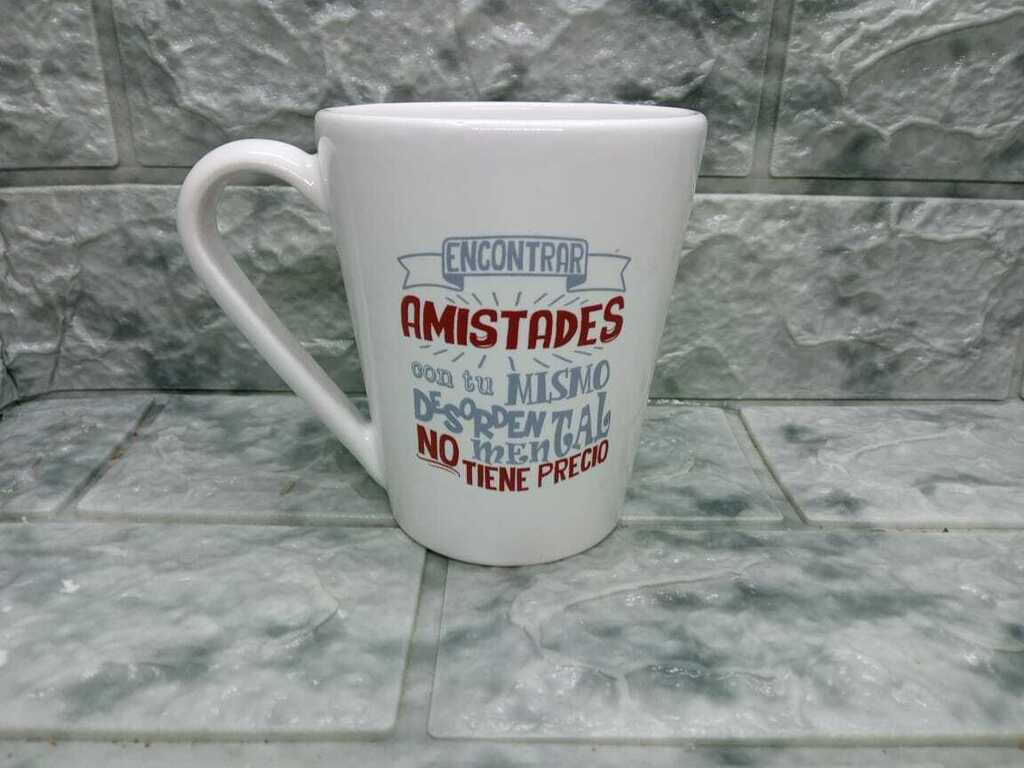 ENCONTRAR
AMISTADES
con tu MISMO
DESORDEN MENTAL
NO TIENE PRECIO